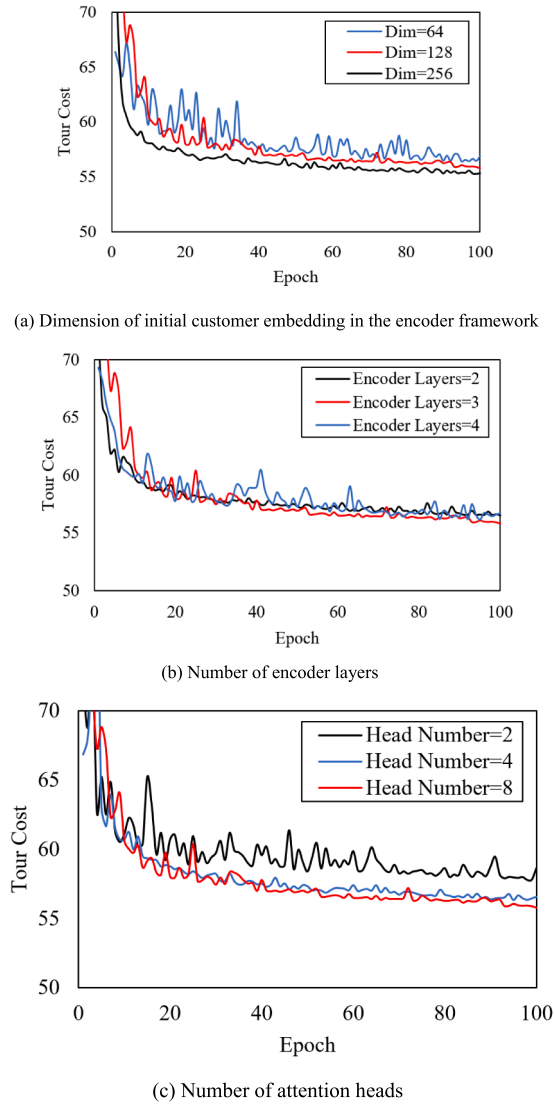 70
65
60
55
50
Tour Cost
Dim=64
Dim=128
Dim=256
0 20 40 60 80 100
Epoch
(a) Dimension of initial customer embedding in the encoder framework
70
65
60
55
50
Tour Cost
Encoder Layers=2
Encoder Layers=3
Encoder Layers=4
0 20 40 60 80 100
Epoch
(b) Number of encoder layers
70
65
60
55
50
Tour Cost
Head Number=2
Head Number=4
Head Number=8
0 20 40 60 80 100
Epoch
(c) Number of attention heads